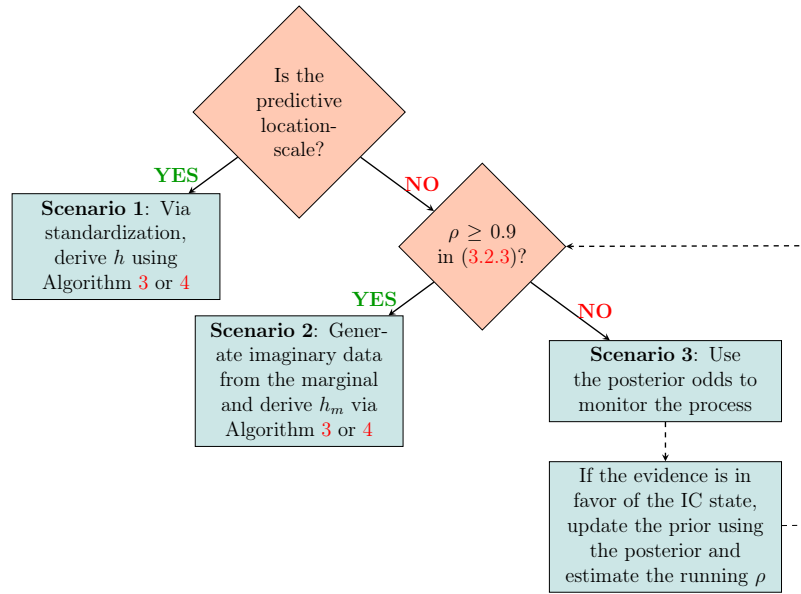 Is the
predictive
location-
scale?
YES
NO
Scenario 1: Via
standardization,
derive h using
Algorithm 3 or 4
ρ ≥ 0.9
in (3.2.3)?
YES
NO
Scenario 2: Gener-
ate imaginary data
from the marginal
and derive hₘ via
Algorithm 3 or 4
Scenario 3: Use
the posterior odds to
monitor the process
If the evidence is in
favor of the IC state,
update the prior using
the posterior and
estimate the running ρ